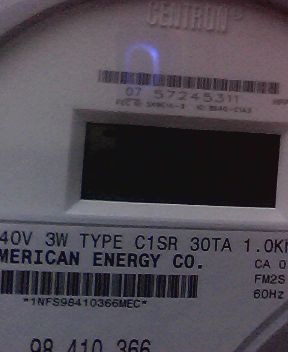 CENTRON®
07 57245311
40V 3W TYPE C1SR 30TA 1.0K
MERICAN ENERGY CO.
CA 0
FM2S
*1NFS98410366MEC*
60Hz
98 410 366